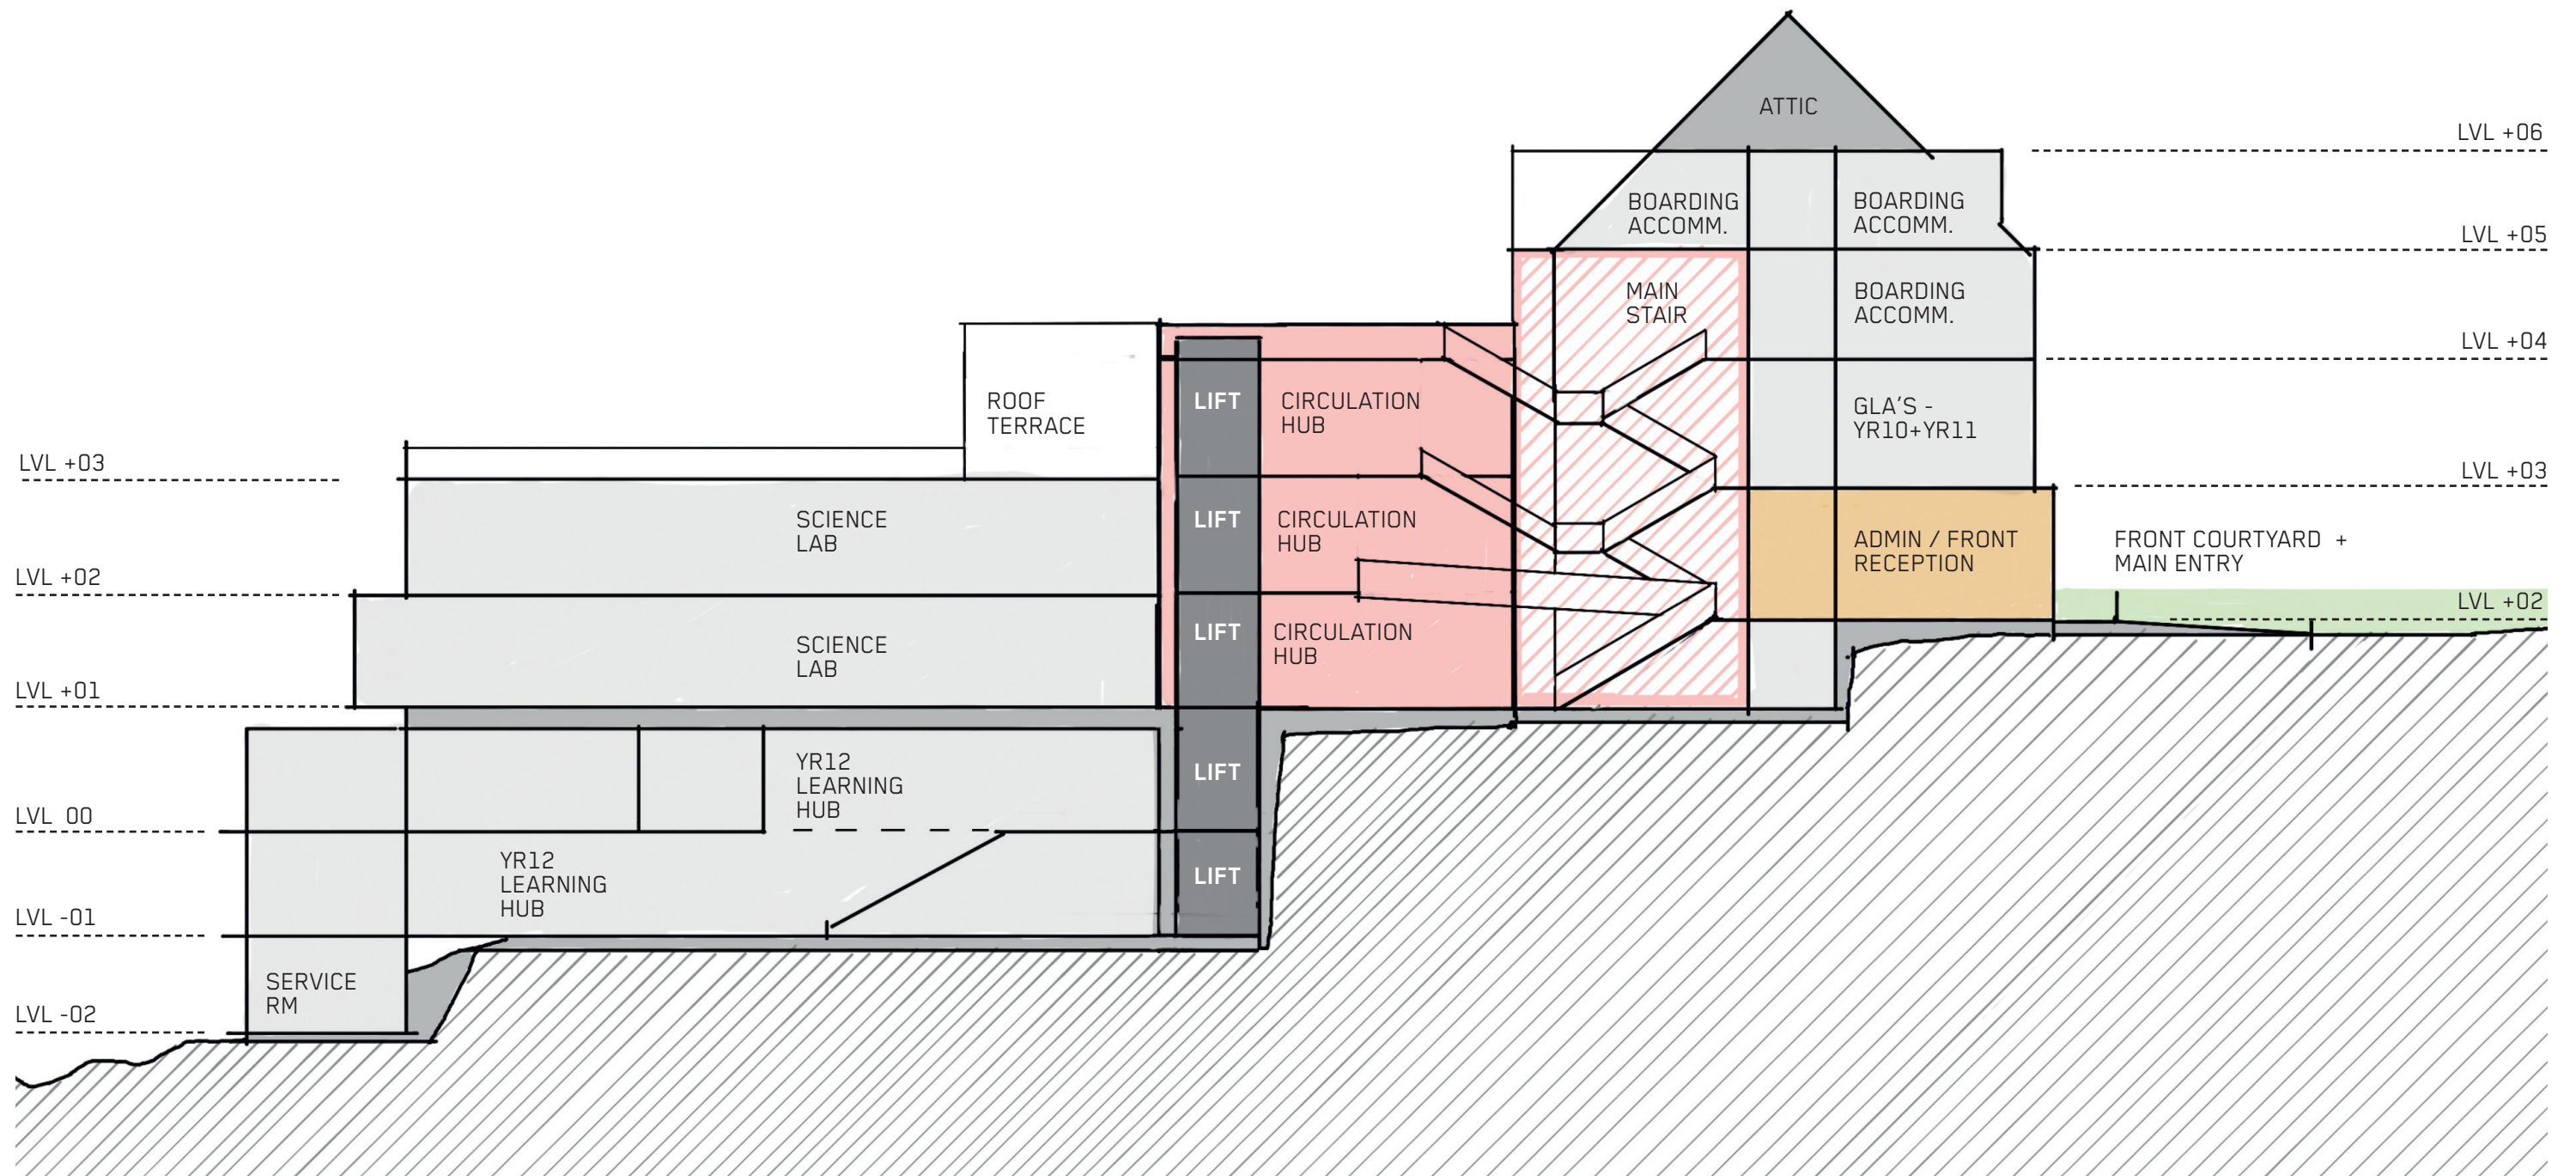 ATTIC
LVL +06
BOARDING
ACCOMM.
BOARDING
ACCOMM.
LVL +05
MAIN
STAIR
BOARDING
ACCOMM.
LVL +04
ROOF
TERRACE
LIFT
CIRCULATION
HUB
GLA'S -
YR10+YR11
LVL +03
LVL +03
SCIENCE
LAB
LIFT
CIRCULATION
HUB
ADMIN / FRONT
RECEPTION
FRONT COURTYARD +
MAIN ENTRY
LVL +02
LVL +02
SCIENCE
LAB
LIFT
CIRCULATION
HUB
LVL +01
YR12
LEARNING
HUB
LIFT
LVL 00
YR12
LEARNING
HUB
LIFT
LVL -01
SERVICE
RM
LVL -02